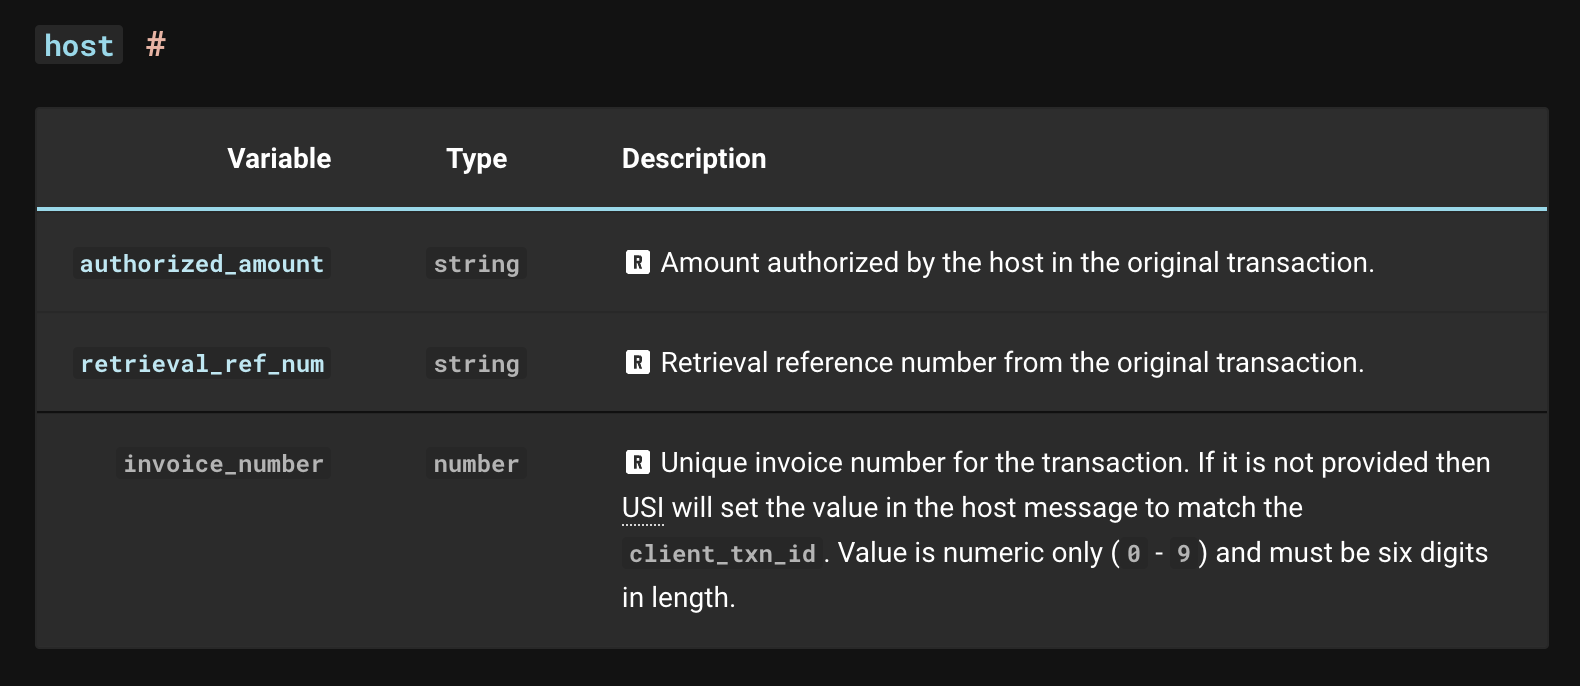 host #
Variable Type Description
authorized_amount string R Amount authorized by the host in the original transaction.
retrieval_ref_num string R Retrieval reference number from the original transaction.
invoice_number number R Unique invoice number for the transaction. If it is not provided then
USI will set the value in the host message to match the
client_txn_id. Value is numeric only (0 - 9) and must be six digits
in length.